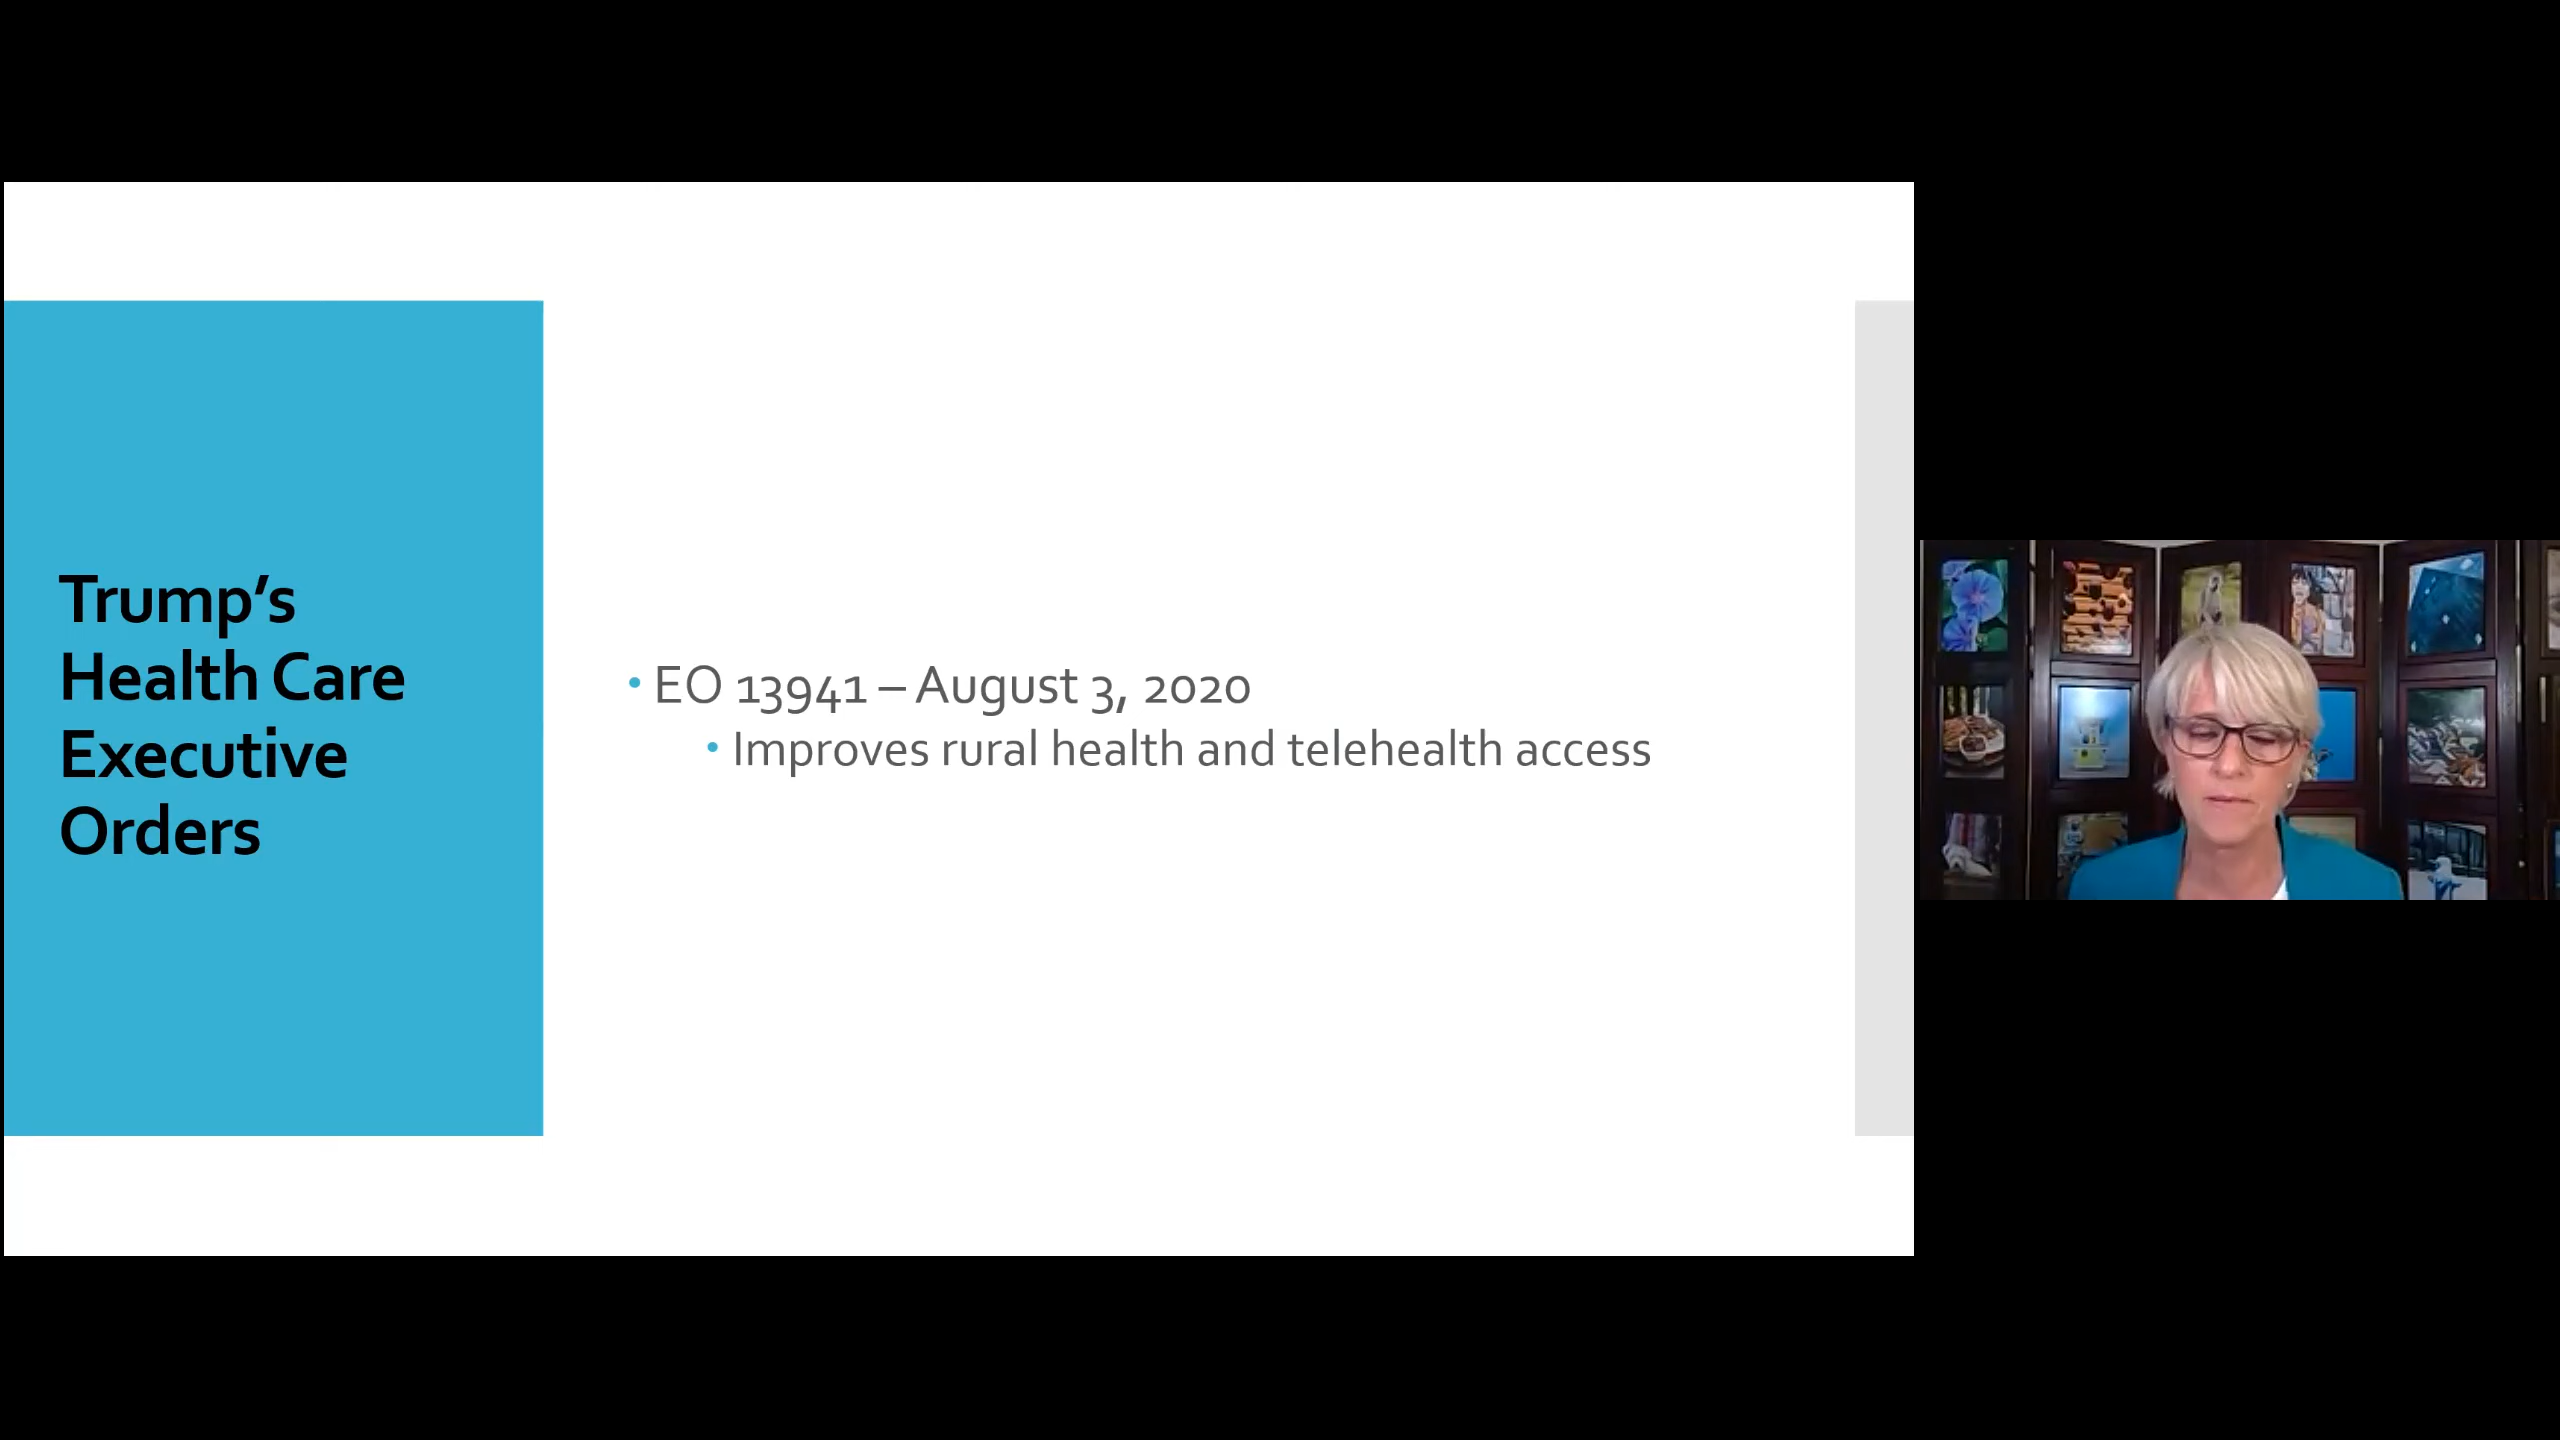 Trump’s
Health Care
Executive
Orders
• EO 13941 – August 3, 2020
• Improves rural health and telehealth access